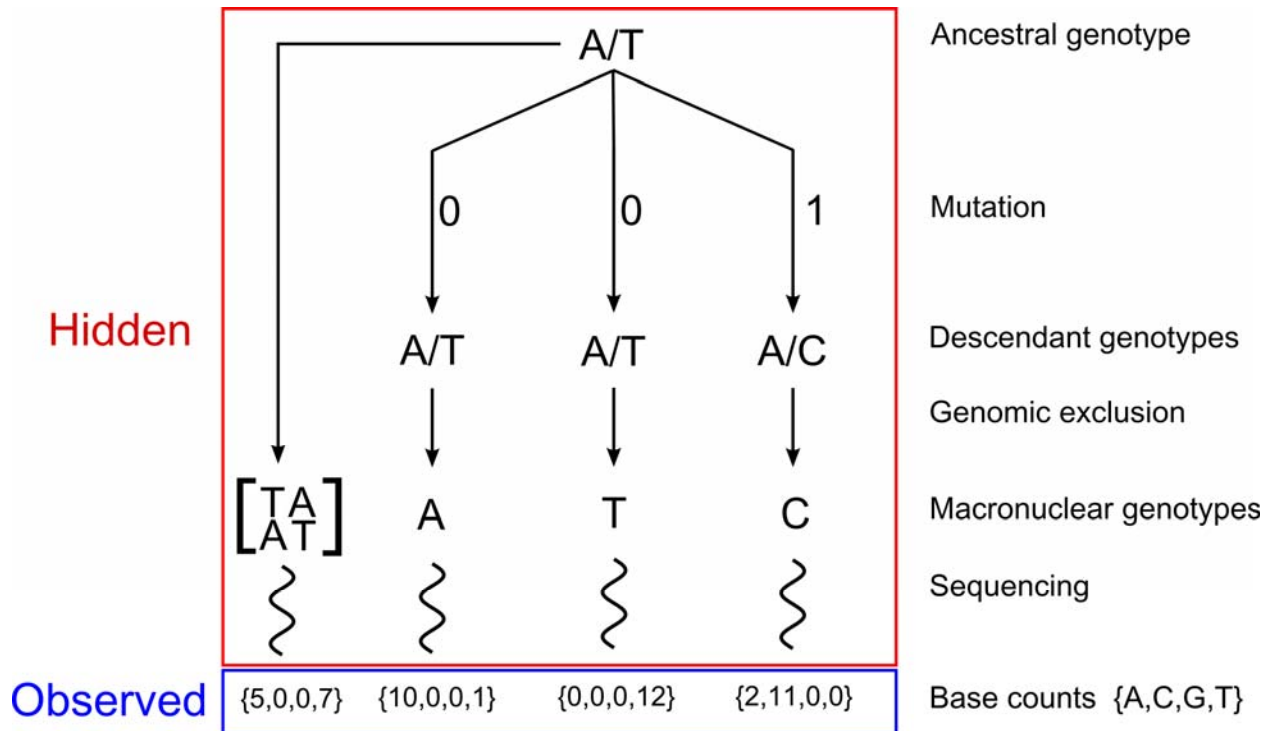 A/T Ancestral genotype
0 0 1 Mutation
Hidden
A/T A/T A/C Descendant genotypes
Genomic exclusion
[TA
AT] A T C Macronuclear genotypes
Sequencing
Observed {5,0,0,7} {10,0,0,1} {0,0,0,12} {2,11,0,0} Base counts {A,C,G,T}